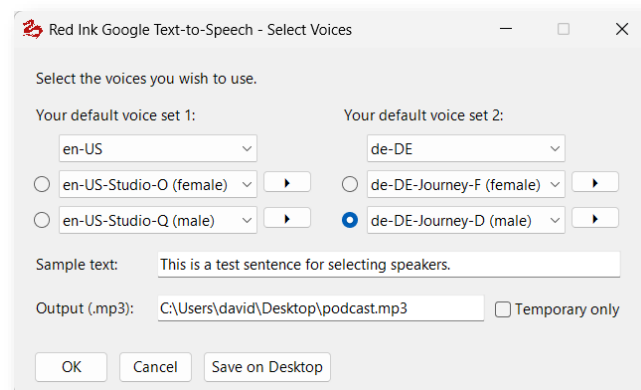 Red Ink Google Text-to-Speech - Select Voices
Select the voices you wish to use.
Your default voice set 1: Your default voice set 2:
en-US de-DE
en-US-Studio-O (female) de-DE-Journey-F (female)
en-US-Studio-Q (male) de-DE-Journey-D (male)
Sample text: This is a test sentence for selecting speakers.
Output (.mp3): C:\Users\david\Desktop\podcast.mp3 Temporary only
OK Cancel Save on Desktop